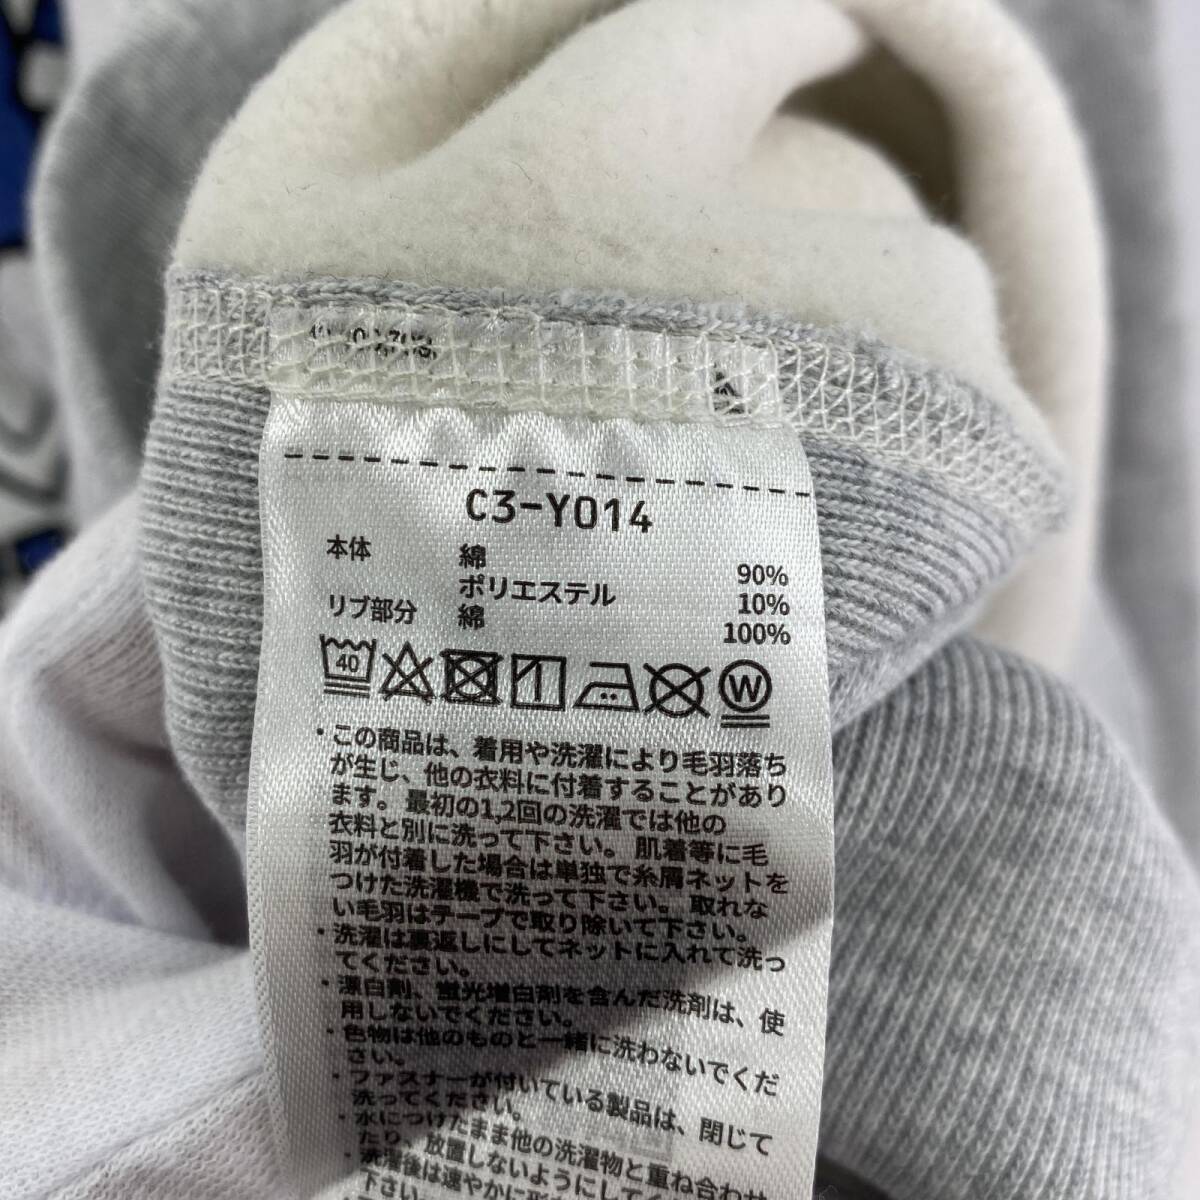 C3-Y014
本体 綿 90%
ポリエステル 10%
リブ部分 綿 100%
40
W
・この商品は、着用や洗濯により毛羽落ち
が生じ、他の衣料に付着することがあり
ます。最初の1,2回の洗濯では他の
衣料と別に洗って下さい。肌着等に毛
羽が付着した場合は単独で糸屑ネットを
つけた洗濯機で洗って下さい。取れな
い毛羽はテープで取り除いて下さい。
・洗濯は裏返しにしてネットに入れて洗っ
てください。
・漂白剤、蛍光増白剤を含んだ洗剤は、使
用しないでください。
・色物は他のものと一緒に洗わないでくだ
さい。
・ファスナーが付いている製品は、閉じて
洗ってください。
・水につけたまま他の洗濯物と重ね合わせ
たり、放置しないようにしてく
・洗濯後は速やかに形を
下さい